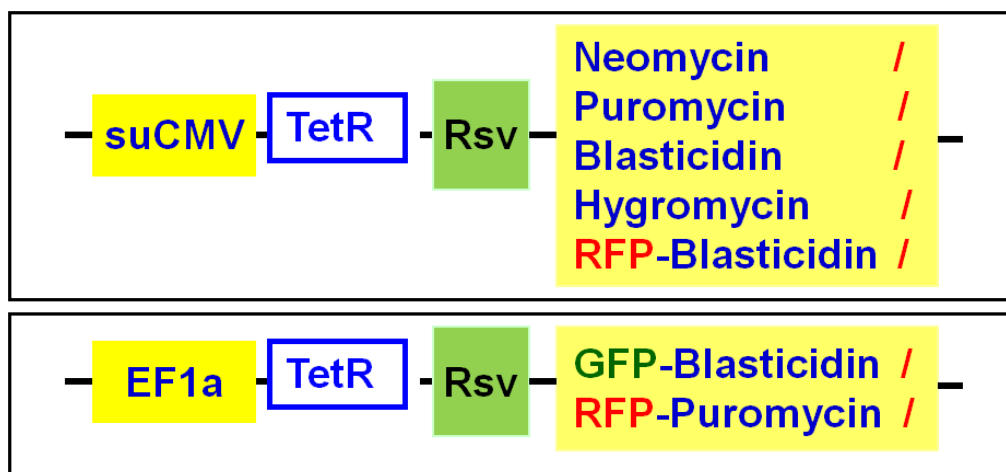 suCMV TetR Rsv
Neomycin /
Puromycin /
Blasticidin /
Hygromycin /
RFP-Blasticidin /
EF1a TetR Rsv
GFP-Blasticidin /
RFP-Puromycin /